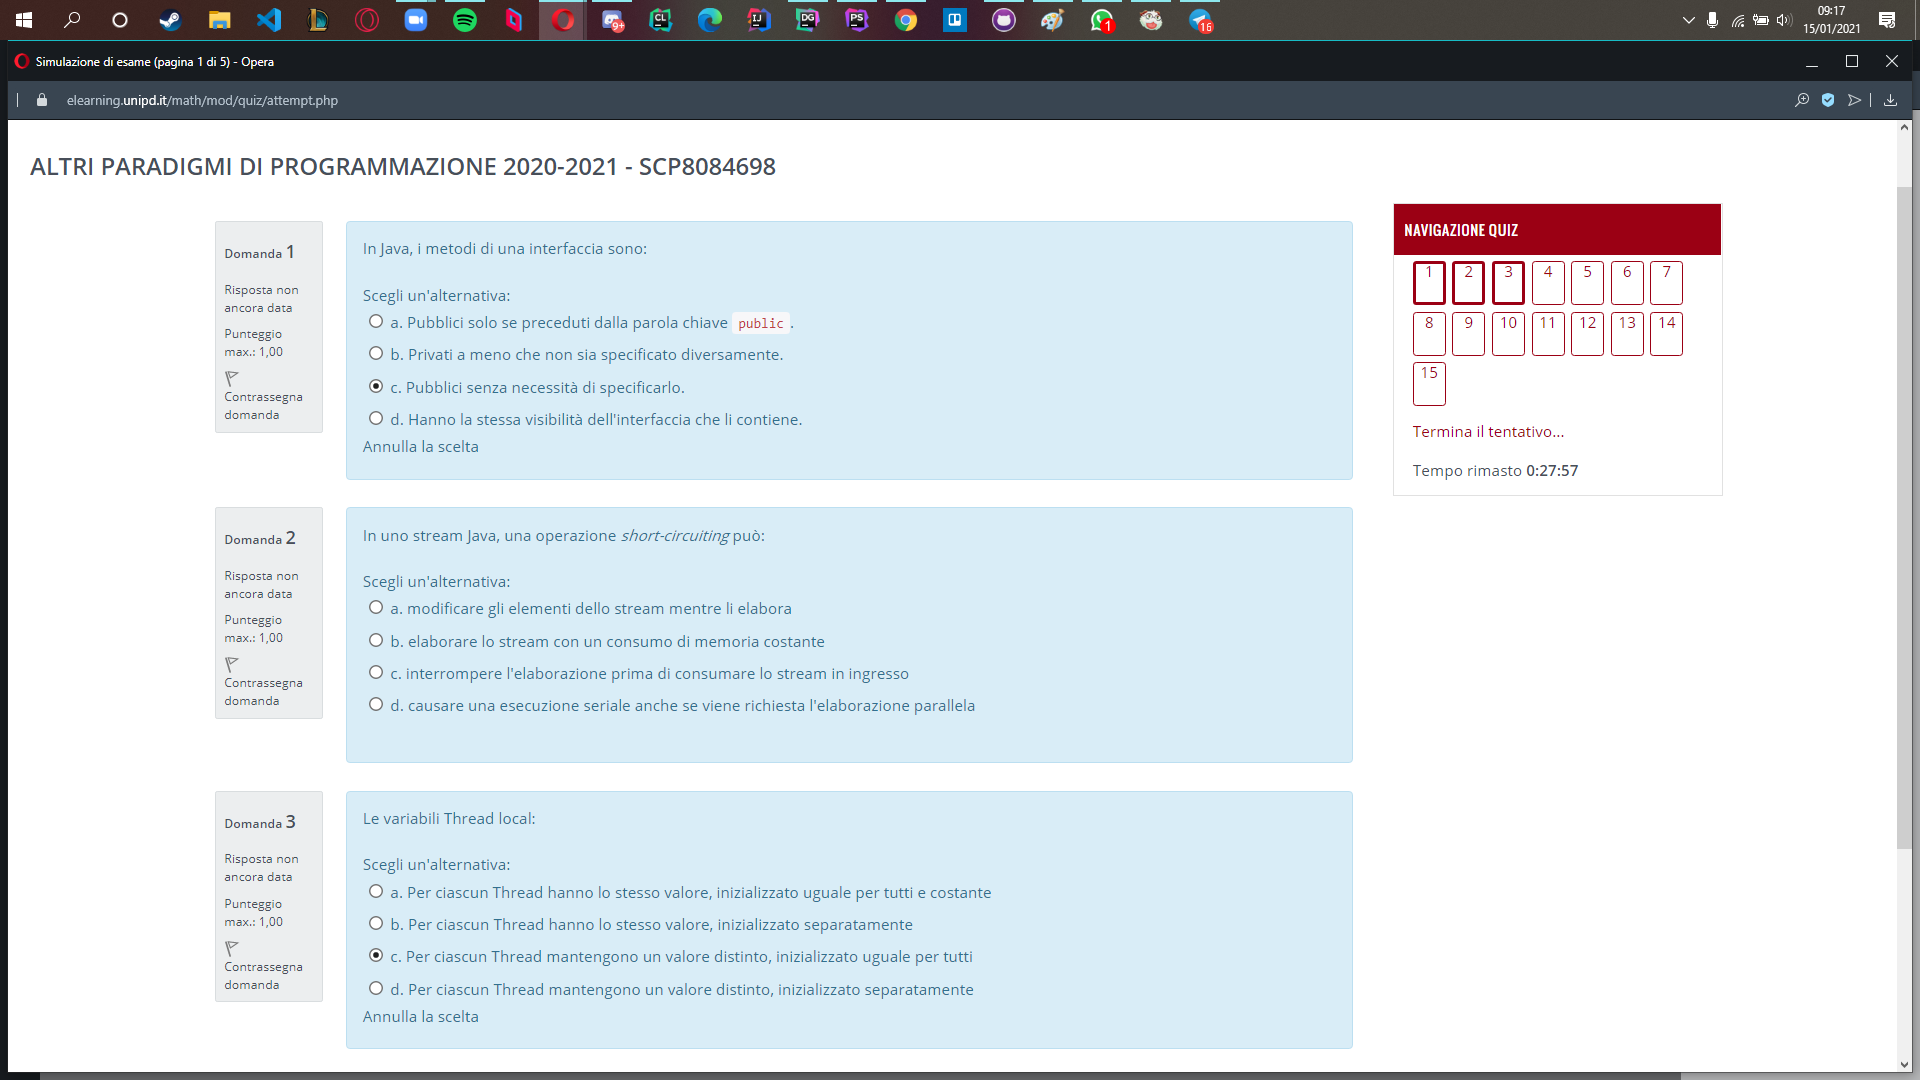 9+
CL
IJ
DG
PS
1
16
09:17
15/01/2021
Simulazione di esame (pagina 1 di 5) - Opera
elearning.unipd.it/math/mod/quiz/attempt.php
ALTRI PARADIGMI DI PROGRAMMAZIONE 2020-2021 - SCP8084698
Domanda 1
Risposta non
ancora data
Punteggio
max.: 1,00
Contrassegna
domanda
In Java, i metodi di una interfaccia sono:
Scegli un'alternativa:
a. Pubblici solo se preceduti dalla parola chiave public.
b. Privati a meno che non sia specificato diversamente.
c. Pubblici senza necessità di specificarlo.
d. Hanno la stessa visibilità dell'interfaccia che li contiene.
Annulla la scelta
Domanda 2
Risposta non
ancora data
Punteggio
max.: 1,00
Contrassegna
domanda
In uno stream Java, una operazione short-circuiting può:
Scegli un'alternativa:
a. modificare gli elementi dello stream mentre li elabora
b. elaborare lo stream con un consumo di memoria costante
c. interrompere l'elaborazione prima di consumare lo stream in ingresso
d. causare una esecuzione seriale anche se viene richiesta l'elaborazione parallela
Domanda 3
Risposta non
ancora data
Punteggio
max.: 1,00
Contrassegna
domanda
Le variabili Thread local:
Scegli un'alternativa:
a. Per ciascun Thread hanno lo stesso valore, inizializzato uguale per tutti e costante
b. Per ciascun Thread hanno lo stesso valore, inizializzato separatamente
c. Per ciascun Thread mantengono un valore distinto, inizializzato uguale per tutti
d. Per ciascun Thread mantengono un valore distinto, inizializzato separatamente
Annulla la scelta
NAVIGAZIONE QUIZ
1 2 3 4 5 6 7
8 9 10 11 12 13 14
15
Termina il tentativo...
Tempo rimasto 0:27:57